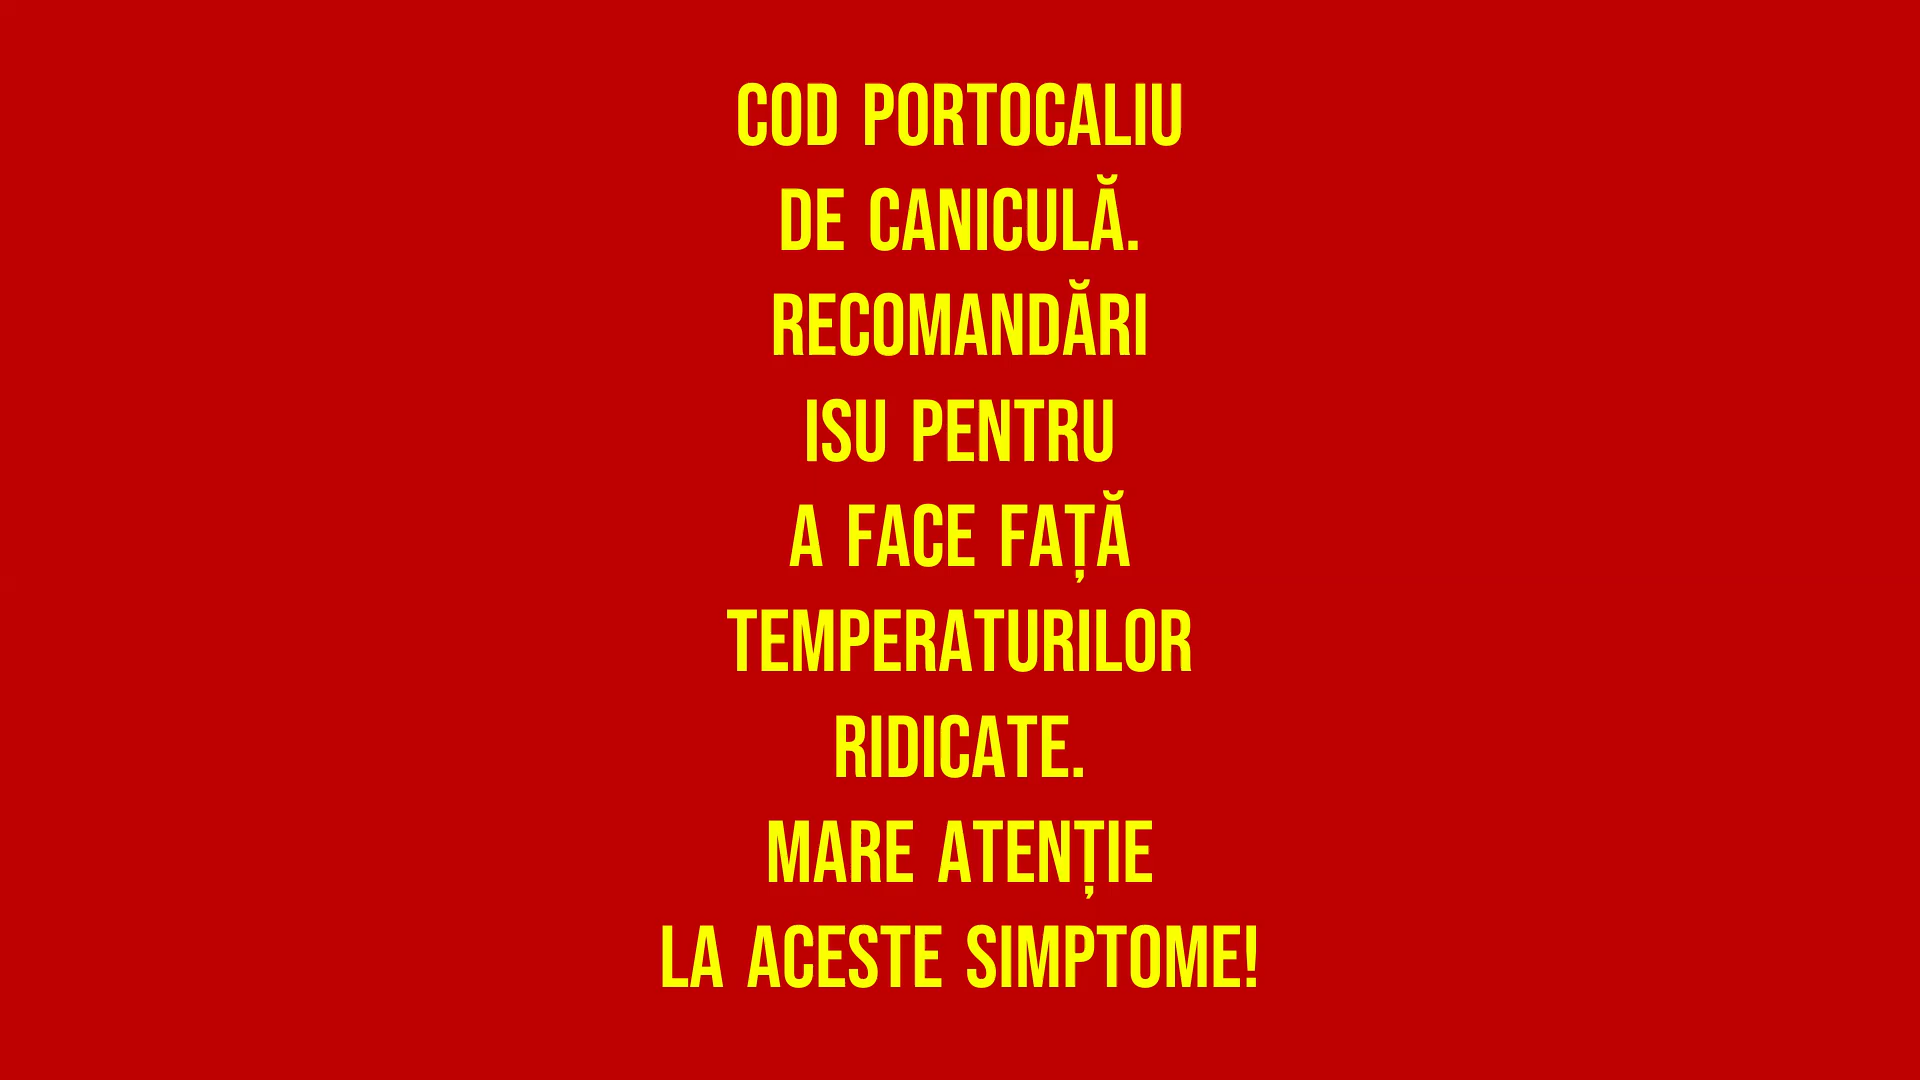 COD PORTOCALIU
DE CANICULĂ.
RECOMANDĂRI
ISU PENTRU
A FACE FAȚĂ
TEMPERATURILOR
RIDICATE.
MARE ATENȚIE
LA ACESTE SIMPTOME!